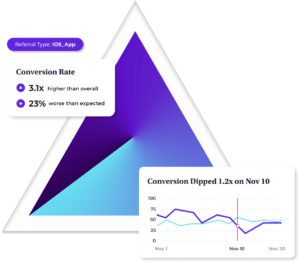 Referral Type: IOS_App
Conversion Rate
3.1x higher than overall
23% worse than expected
Conversion Dipped 1.2x on Nov 10
100
75
50
25
0
Nov 1 Nov 10 Nov 30